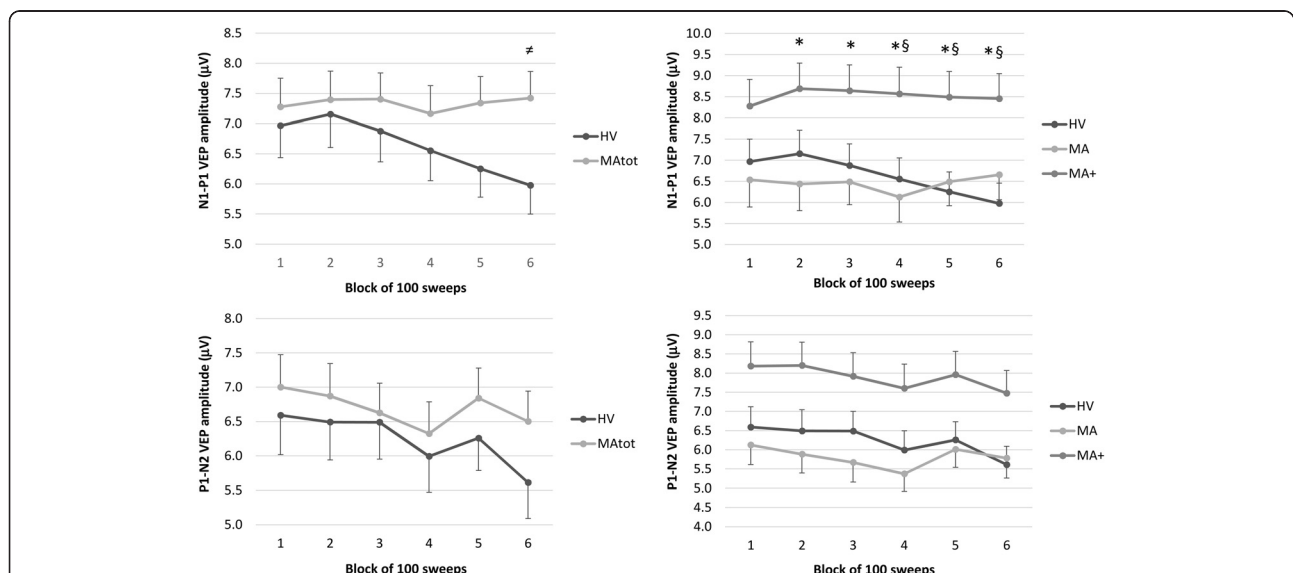 8.5
8.0
7.5
7.0
6.5
6.0
5.5
5.0
N1-P1 VEP amplitude (µV)
≠
1 2 3 4 5 6
Block of 100 sweeps
HV
MAtot
10.0
9.5
9.0
8.5
8.0
7.5
7.0
6.5
6.0
5.5
5.0
N1-P1 VEP amplitude (µV)
* * *§ *§ *§
1 2 3 4 5 6
Block of 100 sweeps
HV
MA
MA+
8.0
7.5
7.0
6.5
6.0
5.5
5.0
P1-N2 VEP amplitude (µV)
1 2 3 4 5 6
Block of 100 sweeps
HV
MAtot
9.5
9.0
8.5
8.0
7.5
7.0
6.5
6.0
5.5
5.0
4.5
4.0
P1-N2 VEP amplitude (µV)
1 2 3 4 5 6
Block of 100 sweeps
HV
MA
MA+